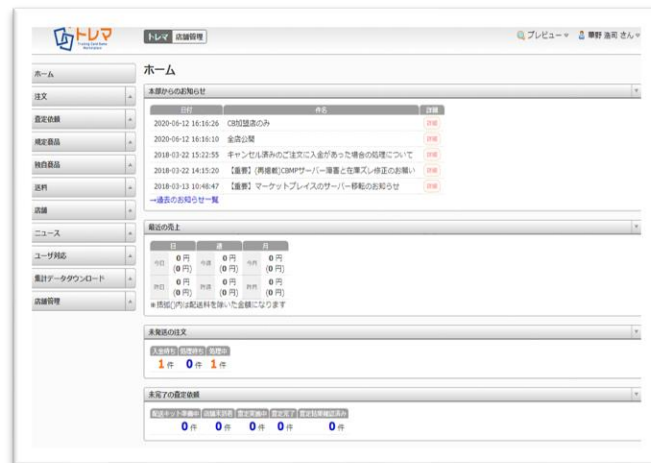 トレマ
トレマ 店舗管理
プレビュー
華野 進司 さん
ホーム
注文
査定依頼
規定商品
独自商品
送料
店舗
ニュース
ユーザ対応
集計データダウンロード
店舗管理
ホーム
本部からのお知らせ
日付 件名 詳細
2020-06-12 16:16:26 CB加盟店のみ 詳細
2020-06-12 16:16:10 全店公開 詳細
2018-03-22 15:22:55 キャンセル済みのご注文に入金があった場合の処理について 詳細
2018-03-22 14:15:20 【重要】(再掲載)CBMPサーバー障害と在庫ズレ修正のお願い 詳細
2018-03-13 10:48:47 【重要】マーケットプレイスのサーバー移転のお知らせ 詳細
→過去のお知らせ一覧
最近の売上
日 週 月
今日 0 円 今週 0 円 今月 0 円
(0 円) (0 円) (0 円)
昨日 0 円 昨週 0 円 昨月 0 円
(0 円) (0 円) (0 円)
※括弧()内は配送料を除いた金額になります
未発送の注文
入金待ち 処理待ち 処理中
1 件 0 件 1 件
未完了の査定依頼
配送キット準備中 店舗未到着 査定実施中 査定完了 査定結果確認済み
0 件 0 件 0 件 0 件 0 件